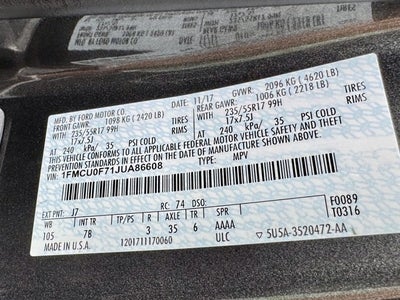 MFD. BY FORD MOTOR CO.
11/17 GVWR: 2096 KG ( 4620 LB)
FRONT GAWR: 1098 KG ( 2420 LB)
REAR GAWR: 1006 KG ( 2218 LB)
235/55R17 99H
235/55R17 99H
17x7.5J
17x7.5J
AT 240 kPa/ 35 PSI COLD
AT 240 kPa/ 35 PSI COLD
THIS VEHICLE CONFORMS TO ALL APPLICABLE FEDERAL MOTOR VEHICLE
SAFETY, BUMPER, AND THEFT PREVENTION STANDARDS IN EFFECT ON THE DATE OF
MANUFACTURE SHOWN ABOVE.
VIN: 1FMCU0F71JUA86608
TYPE: MPV
EXT PNT: J7 RC: 74 DSO:
F0089
WB INT TR TP/PS R AXLE TR SPR
T0316
105 78 3 35 6 AAAA
1201711170060 ULC
5U5A-3520472-AA